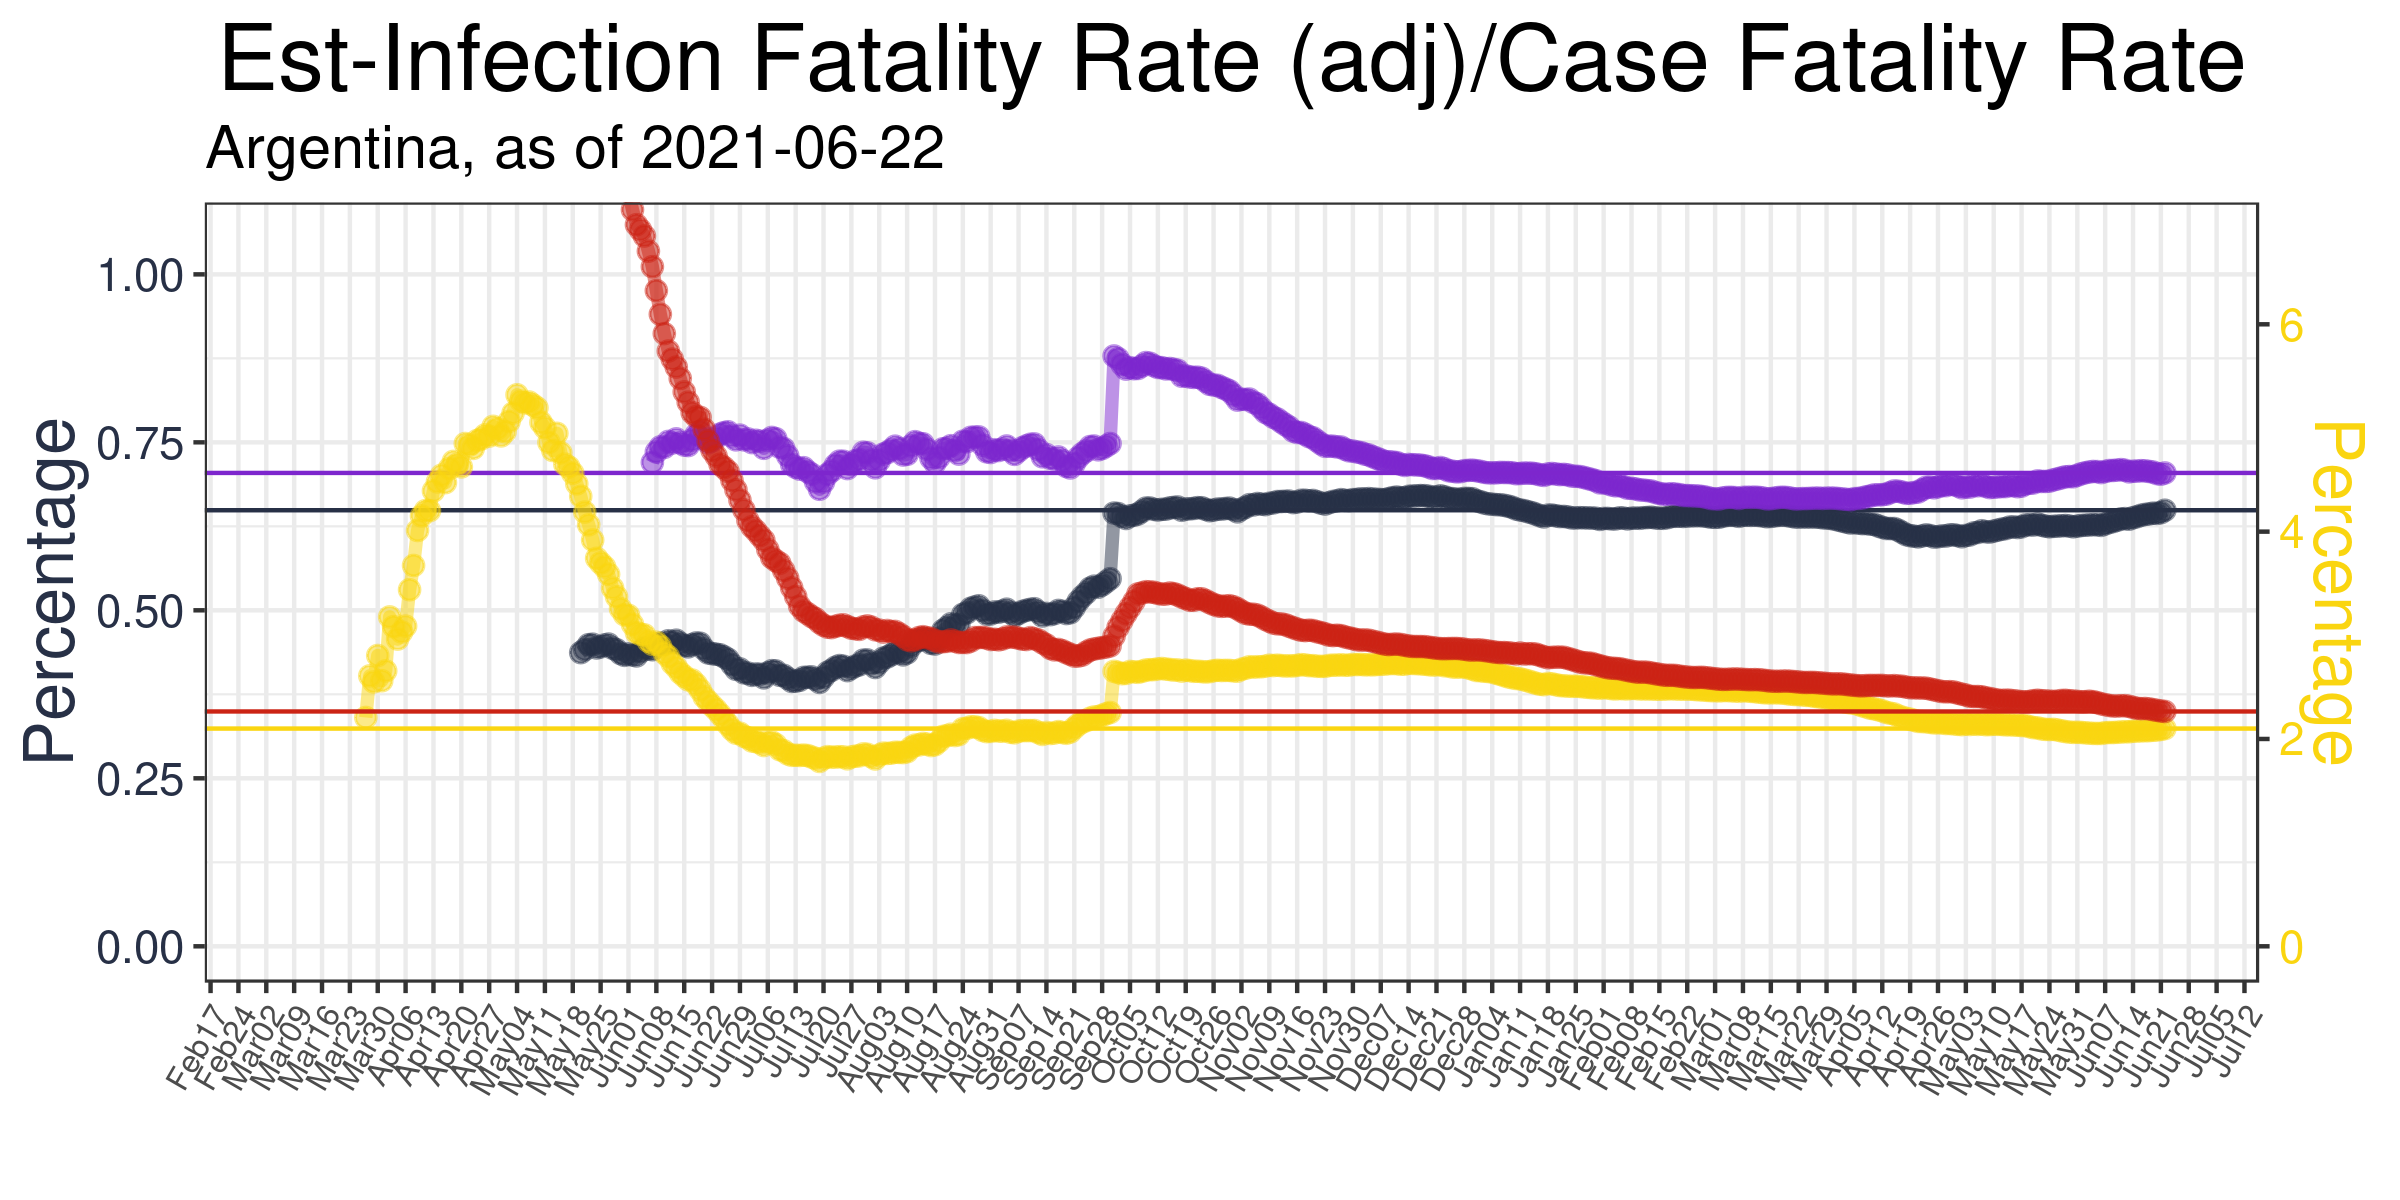 Est-Infection Fatality Rate (adj)/Case Fatality Rate
Argentina, as of 2021-06-22
Percentage
1.00
0.75
0.50
0.25
0.00
6
4
2
0
Percentage
Feb17 Feb24 Mar02 Mar09 Mar16 Mar23 Mar30 Apr06 Apr13 Apr20 Apr27 May04 May11 May18 May25 Jun01 Jun08 Jun15 Jun22 Jun29 Jul06 Jul13 Jul20 Jul27 Aug03 Aug10 Aug17 Aug24 Aug31 Sep07 Sep14 Sep21 Sep28 Oct05 Oct12 Oct19 Oct26 Nov02 Nov09 Nov16 Nov23 Nov30 Dec07 Dec14 Dec21 Dec28 Jan04 Jan11 Jan18 Jan25 Feb01 Feb08 Feb15 Feb22 Mar01 Mar08 Mar15 Mar22 Mar29 Apr05 Apr12 Apr19 Apr26 May03 May10 May17 May24 May31 Jun07 Jun14 Jun21 Jun28 Jul05 Jul12